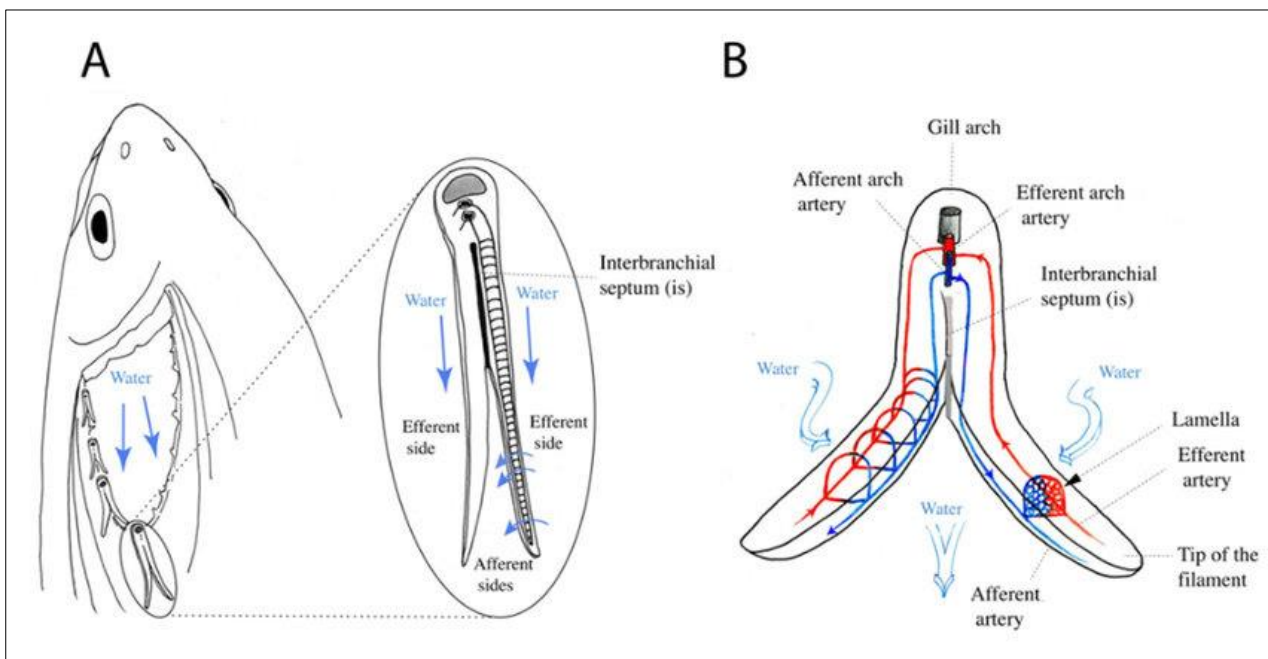 A
Water
Water
Water
Interbranchial
septum (is)
Efferent
side
Efferent
side
Afferent
sides
B
Gill arch
Afferent arch
artery
Efferent arch
artery
Interbranchial
septum (is)
Water
Water
Lamella
Efferent
artery
Water
Tip of the
filament
Afferent
artery